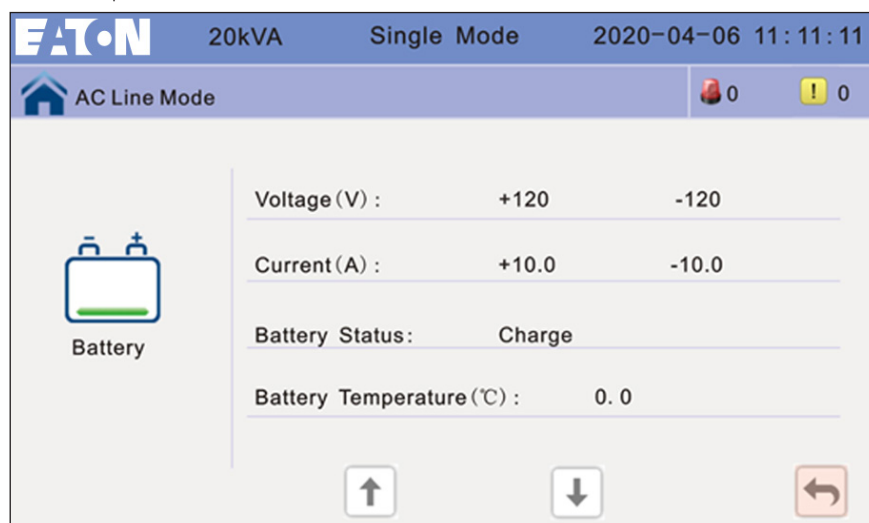 EATON 20kVA Single Mode 2020-04-06 11:11:11
AC Line Mode 0 ! 0
Voltage(V): +120 -120
Current(A): +10.0 -10.0
Battery Status: Charge
Battery
Battery Temperature(℃): 0.0